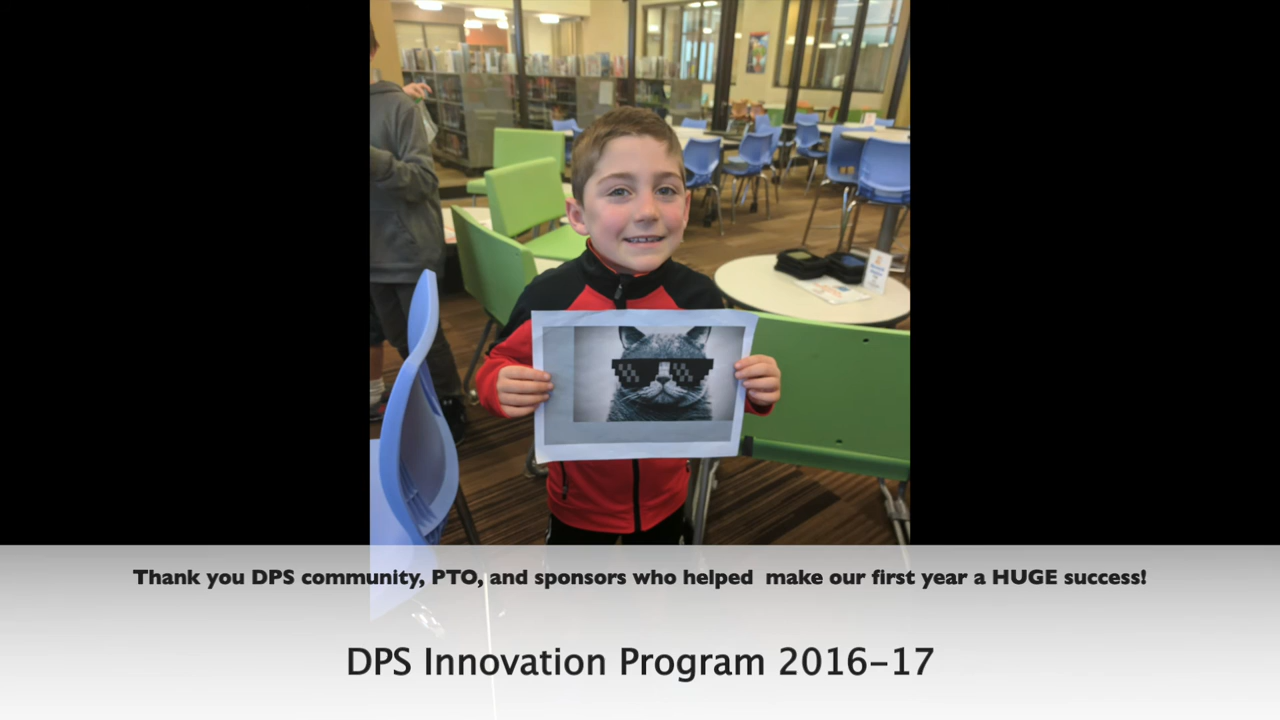 Thank you DPS community, PTO, and sponsors who helped  make our first year a HUGE success!
DPS Innovation Program 2016-17